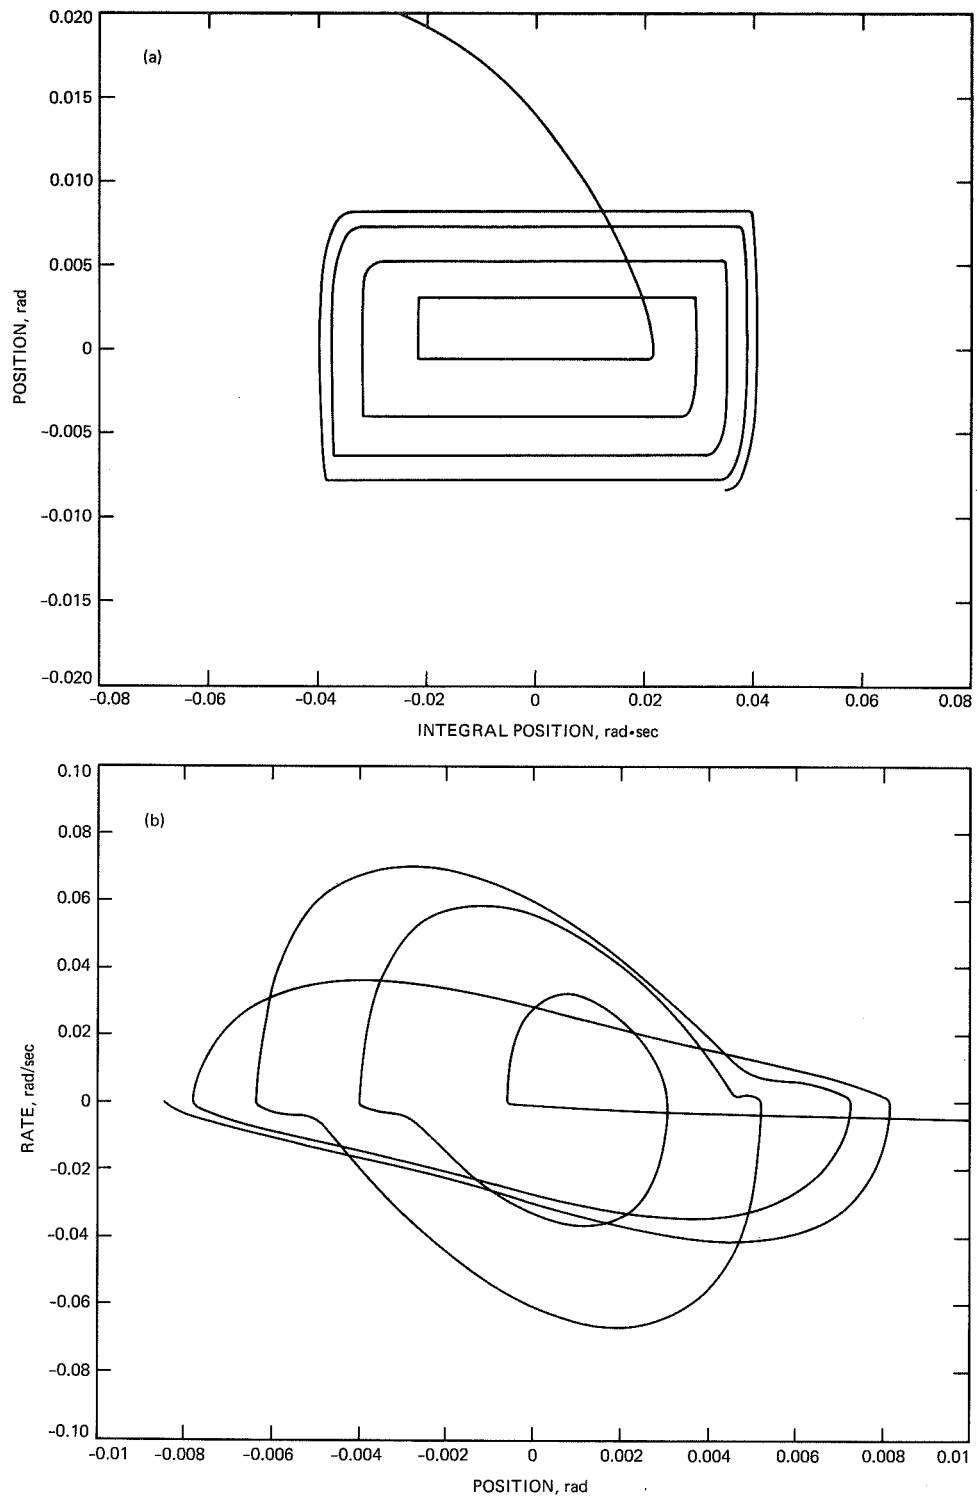 0.020
(a)
0.015
0.010
0.005
0
-0.005
-0.010
-0.015
-0.020
POSITION, rad
-0.08 -0.06 -0.04 -0.02 0 0.02 0.04 0.06 0.08
INTEGRAL POSITION, rad•sec
0.10
(b)
0.08
0.06
0.04
0.02
0
-0.02
-0.04
-0.06
-0.08
-0.10
RATE, rad/sec
-0.01 -0.008 -0.006 -0.004 -0.002 0 0.002 0.004 0.006 0.008 0.01
POSITION, rad